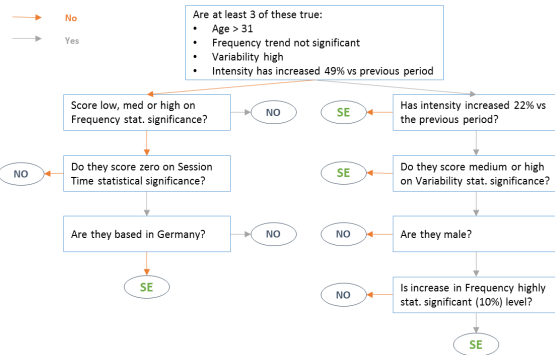 No
Yes
Are at least 3 of these true:
• Age > 31
• Frequency trend not significant
• Variability high
• Intensity has increased 49% vs previous period
Score low, med or high on
Frequency stat. significance?
NO
SE
Has intensity increased 22% vs
the previous period?
NO
Do they score zero on Session
Time statistical significance?
SE
Do they score medium or high
on Variability stat. significance?
Are they based in Germany?
NO
NO
Are they male?
SE
NO
Is increase in Frequency highly
stat. significant (10%) level?
SE